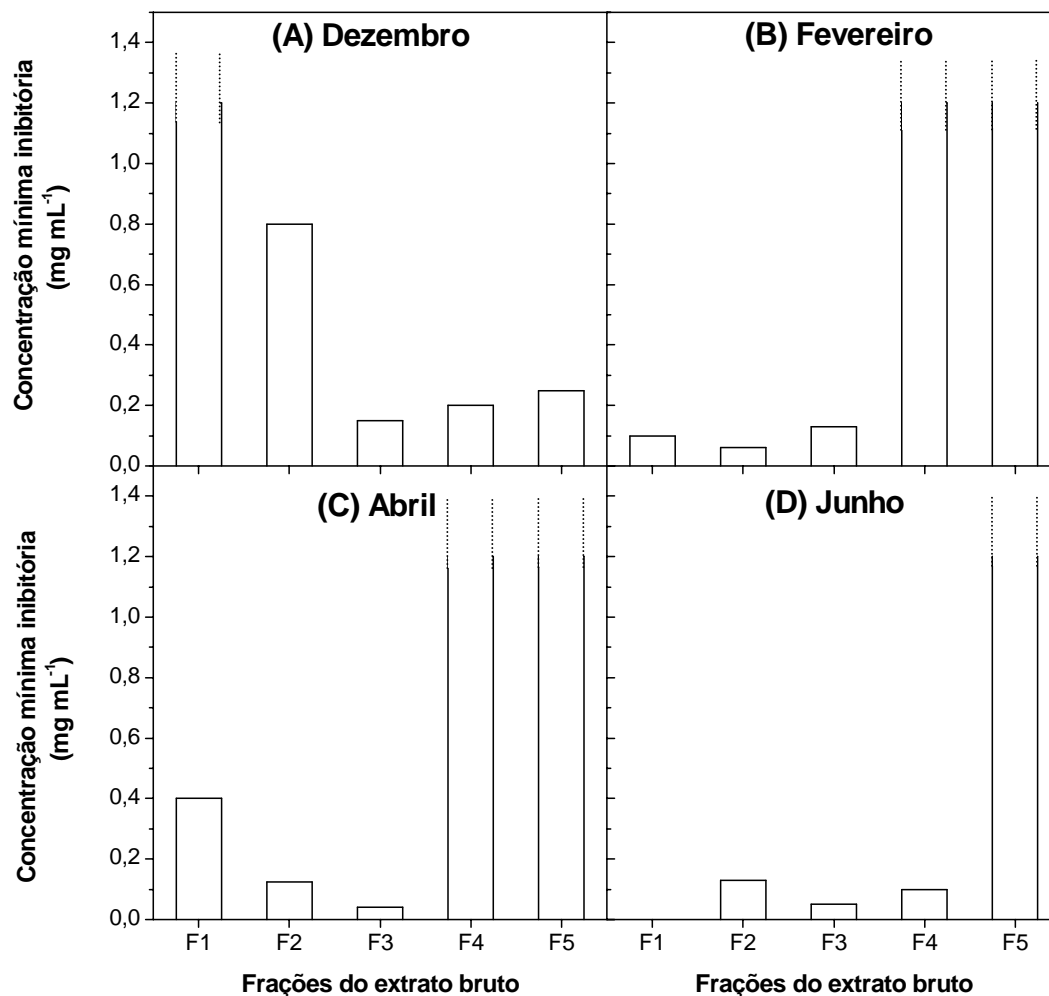 (A) Dezembro
(B) Fevereiro
Concentração mínima inibitória
(mg mL-1)
1,4
1,2
1,0
0,8
0,6
0,4
0,2
0,0
(C) Abril
(D) Junho
Concentração mínima inibitória
(mg mL-1)
1,4
1,2
1,0
0,8
0,6
0,4
0,2
0,0
F1 F2 F3 F4 F5 F1 F2 F3 F4 F5
Frações do extrato bruto Frações do extrato bruto